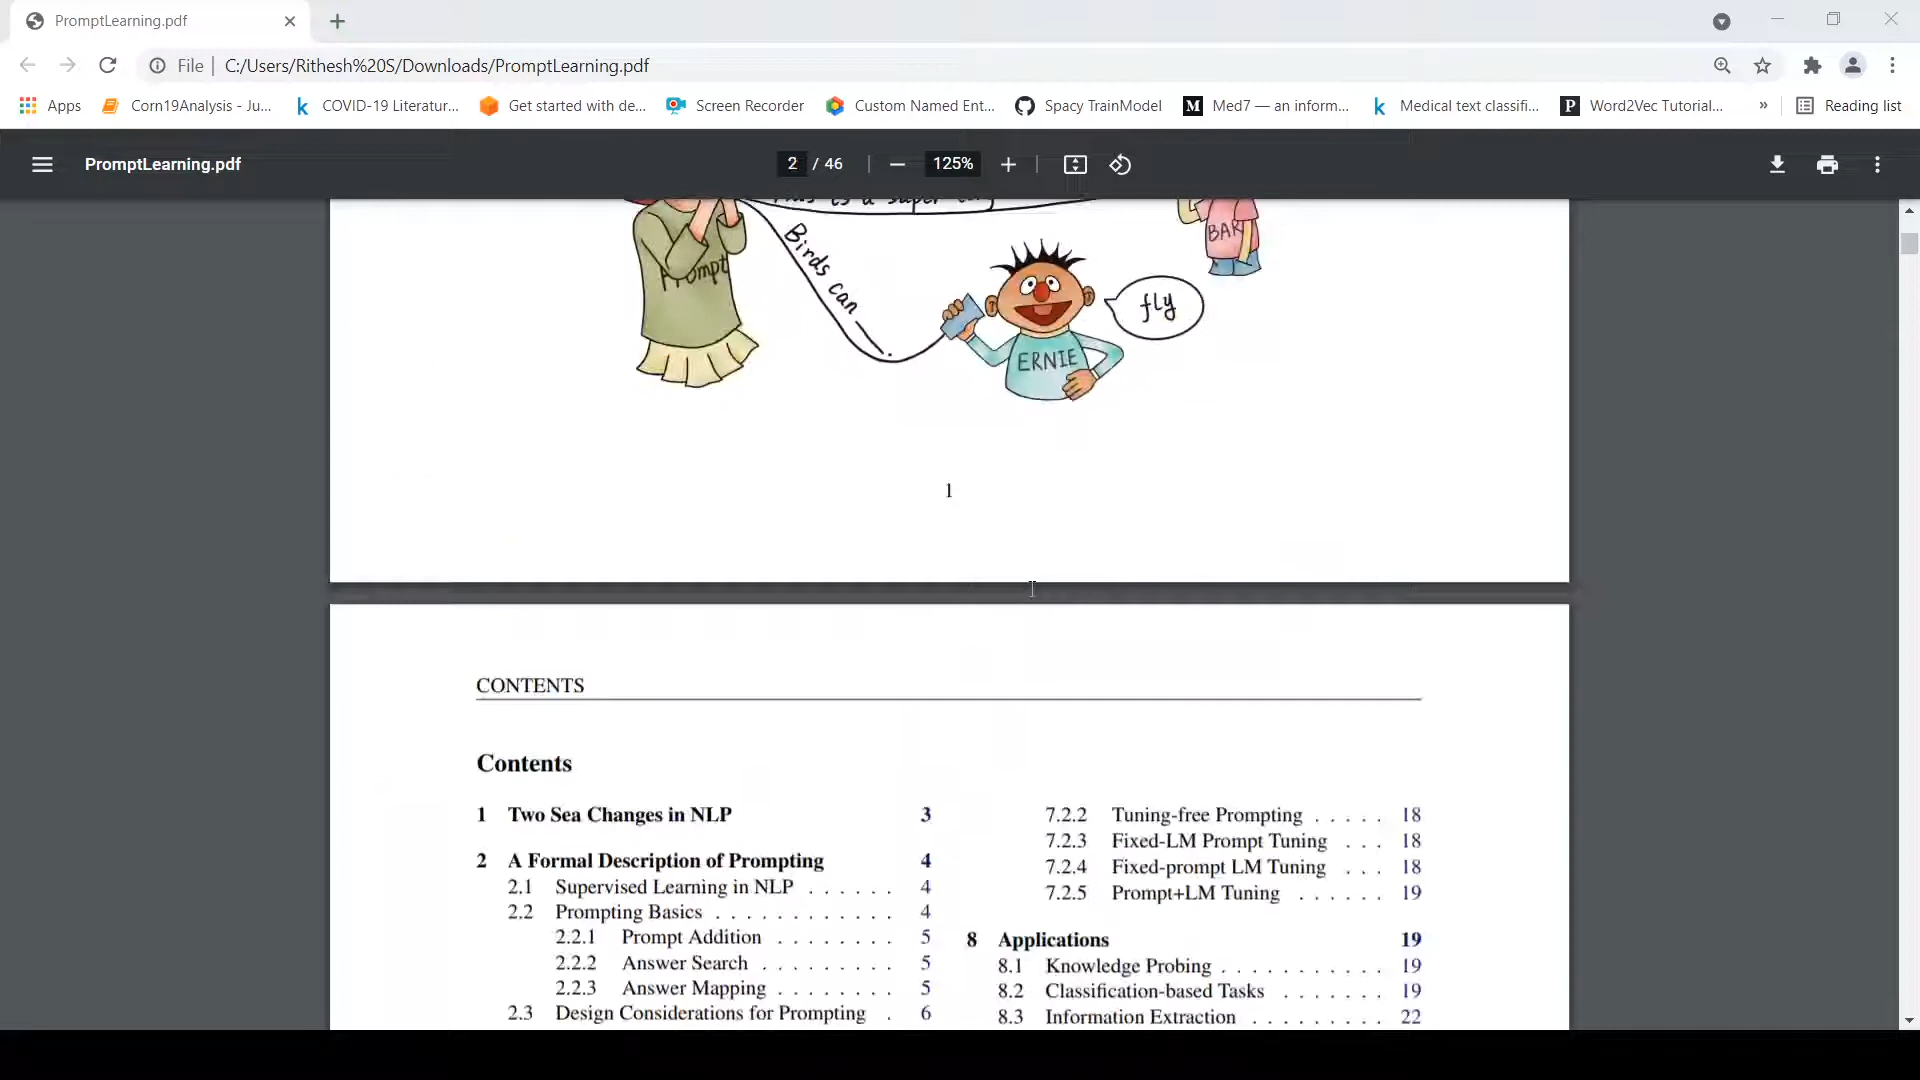 PromptLearning.pdf
File C:/Users/Rithesh%20S/Downloads/PromptLearning.pdf
Apps Corn19Analysis - Ju... COVID-19 Literatur... Get started with de... Screen Recorder Custom Named Ent... Spacy TrainModel Med7 — an inform... Medical text classifi... Word2Vec Tutorial... » Reading list
PromptLearning.pdf 2 / 46 125%
BAR
Prompt
Birds can ___.
fly
ERNIE
1
CONTENTS
Contents
1 Two Sea Changes in NLP 3
2 A Formal Description of Prompting 4
2.1 Supervised Learning in NLP . . . . . . 4
2.2 Prompting Basics . . . . . . . . . . . . 4
2.2.1 Prompt Addition . . . . . . . . 5
2.2.2 Answer Search . . . . . . . . . 5
2.2.3 Answer Mapping . . . . . . . . 5
2.3 Design Considerations for Prompting . 6
7.2.2 Tuning-free Prompting . . . . . 18
7.2.3 Fixed-LM Prompt Tuning . . . 18
7.2.4 Fixed-prompt LM Tuning . . . 18
7.2.5 Prompt+LM Tuning . . . . . . 19
8 Applications 19
8.1 Knowledge Probing . . . . . . . . . . . 19
8.2 Classification-based Tasks . . . . . . . 19
8.3 Information Extraction . . . . . . . . . 22